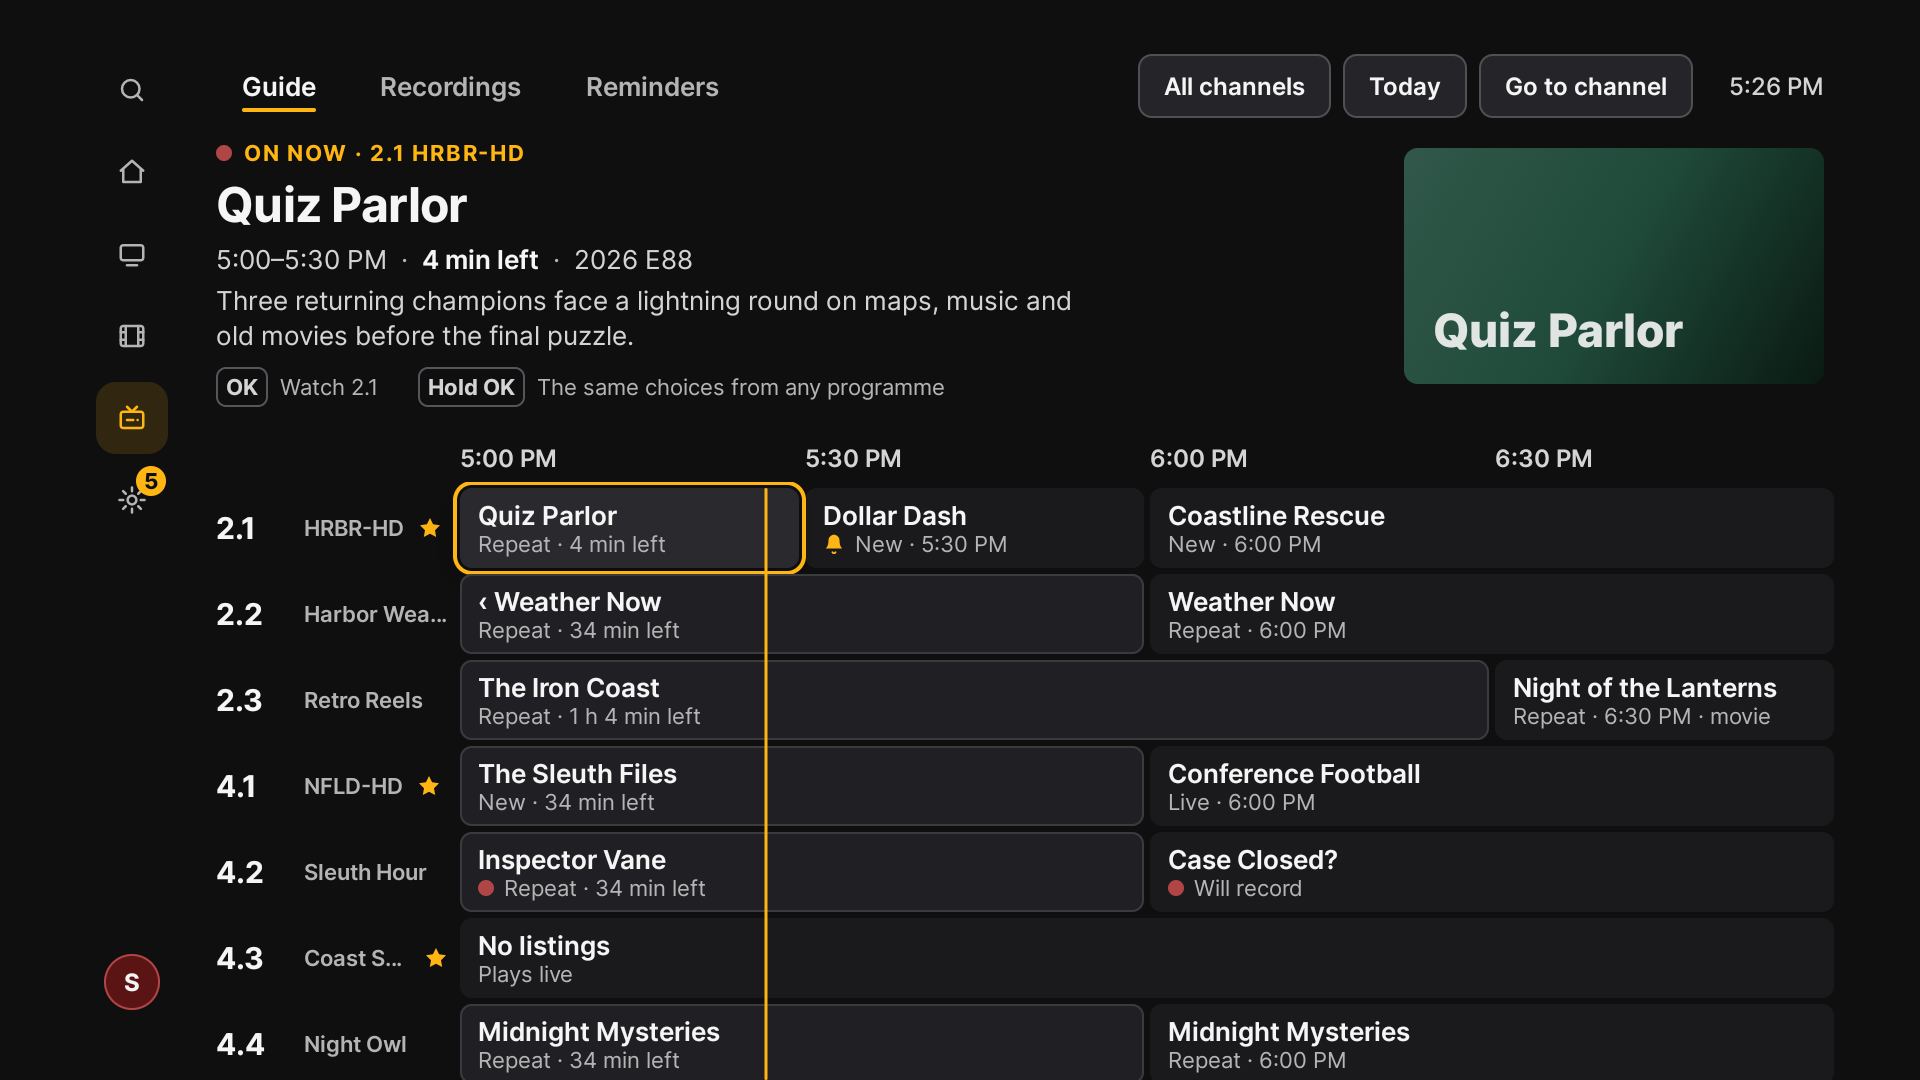 Guide Recordings Reminders All channels Today Go to channel 5:26 PM
ON NOW · 2.1 HRBR-HD
Quiz Parlor
5:00–5:30 PM · 4 min left · 2026 E88
Three returning champions face a lightning round on maps, music and
old movies before the final puzzle.
OK Watch 2.1 Hold OK The same choices from any programme
Quiz Parlor
5:00 PM 5:30 PM 6:00 PM 6:30 PM
5
2.1 HRBR-HD
Quiz Parlor
Repeat · 4 min left
Dollar Dash
New · 5:30 PM
Coastline Rescue
New · 6:00 PM
2.2 Harbor Wea...
‹ Weather Now
Repeat · 34 min left
Weather Now
Repeat · 6:00 PM
2.3 Retro Reels
The Iron Coast
Repeat · 1 h 4 min left
Night of the Lanterns
Repeat · 6:30 PM · movie
4.1 NFLD-HD
The Sleuth Files
New · 34 min left
Conference Football
Live · 6:00 PM
4.2 Sleuth Hour
Inspector Vane
Repeat · 34 min left
Case Closed?
Will record
4.3 Coast S...
No listings
Plays live
S
4.4 Night Owl
Midnight Mysteries
Repeat · 34 min left
Midnight Mysteries
Repeat · 6:00 PM